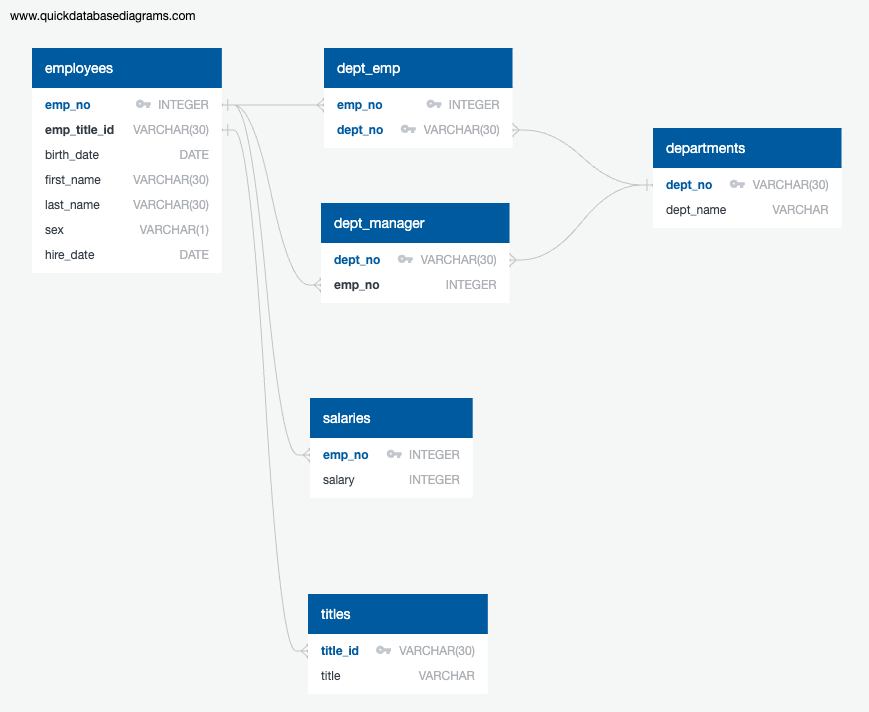 www.quickdatabasediagrams.com
employees
emp_no INTEGER
emp_title_id VARCHAR(30)
birth_date DATE
first_name VARCHAR(30)
last_name VARCHAR(30)
sex VARCHAR(1)
hire_date DATE
dept_emp
emp_no INTEGER
dept_no VARCHAR(30)
dept_manager
dept_no VARCHAR(30)
emp_no INTEGER
departments
dept_no VARCHAR(30)
dept_name VARCHAR
salaries
emp_no INTEGER
salary INTEGER
titles
title_id VARCHAR(30)
title VARCHAR